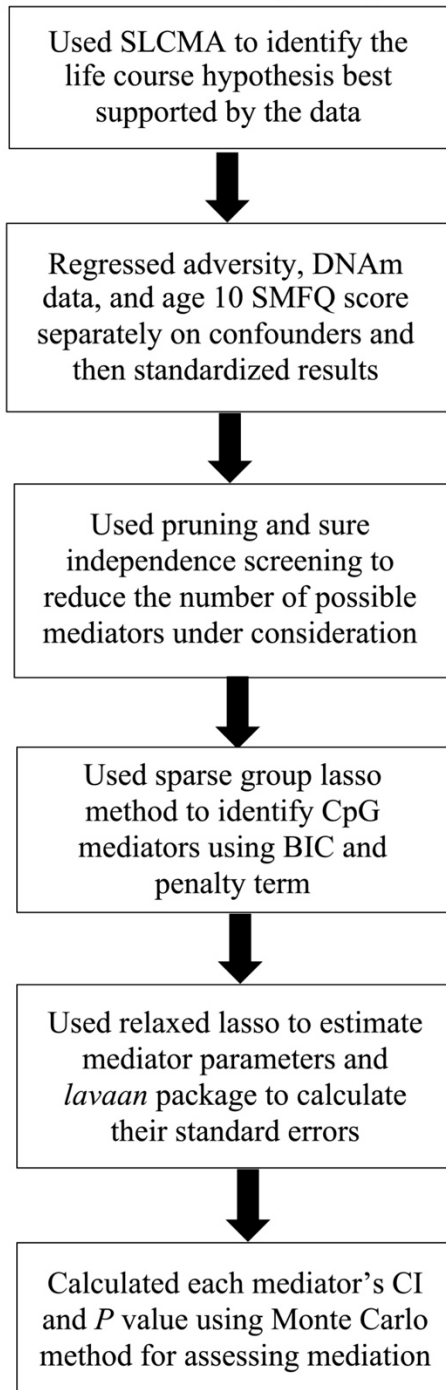 Used SLCMA to identify the
life course hypothesis best
supported by the data
Regressed adversity, DNAm
data, and age 10 SMFQ score
separately on confounders and
then standardized results
Used pruning and sure
independence screening to
reduce the number of possible
mediators under consideration
Used sparse group lasso
method to identify CpG
mediators using BIC and
penalty term
Used relaxed lasso to estimate
mediator parameters and
lavaan package to calculate
their standard errors
Calculated each mediator’s CI
and P value using Monte Carlo
method for assessing mediation